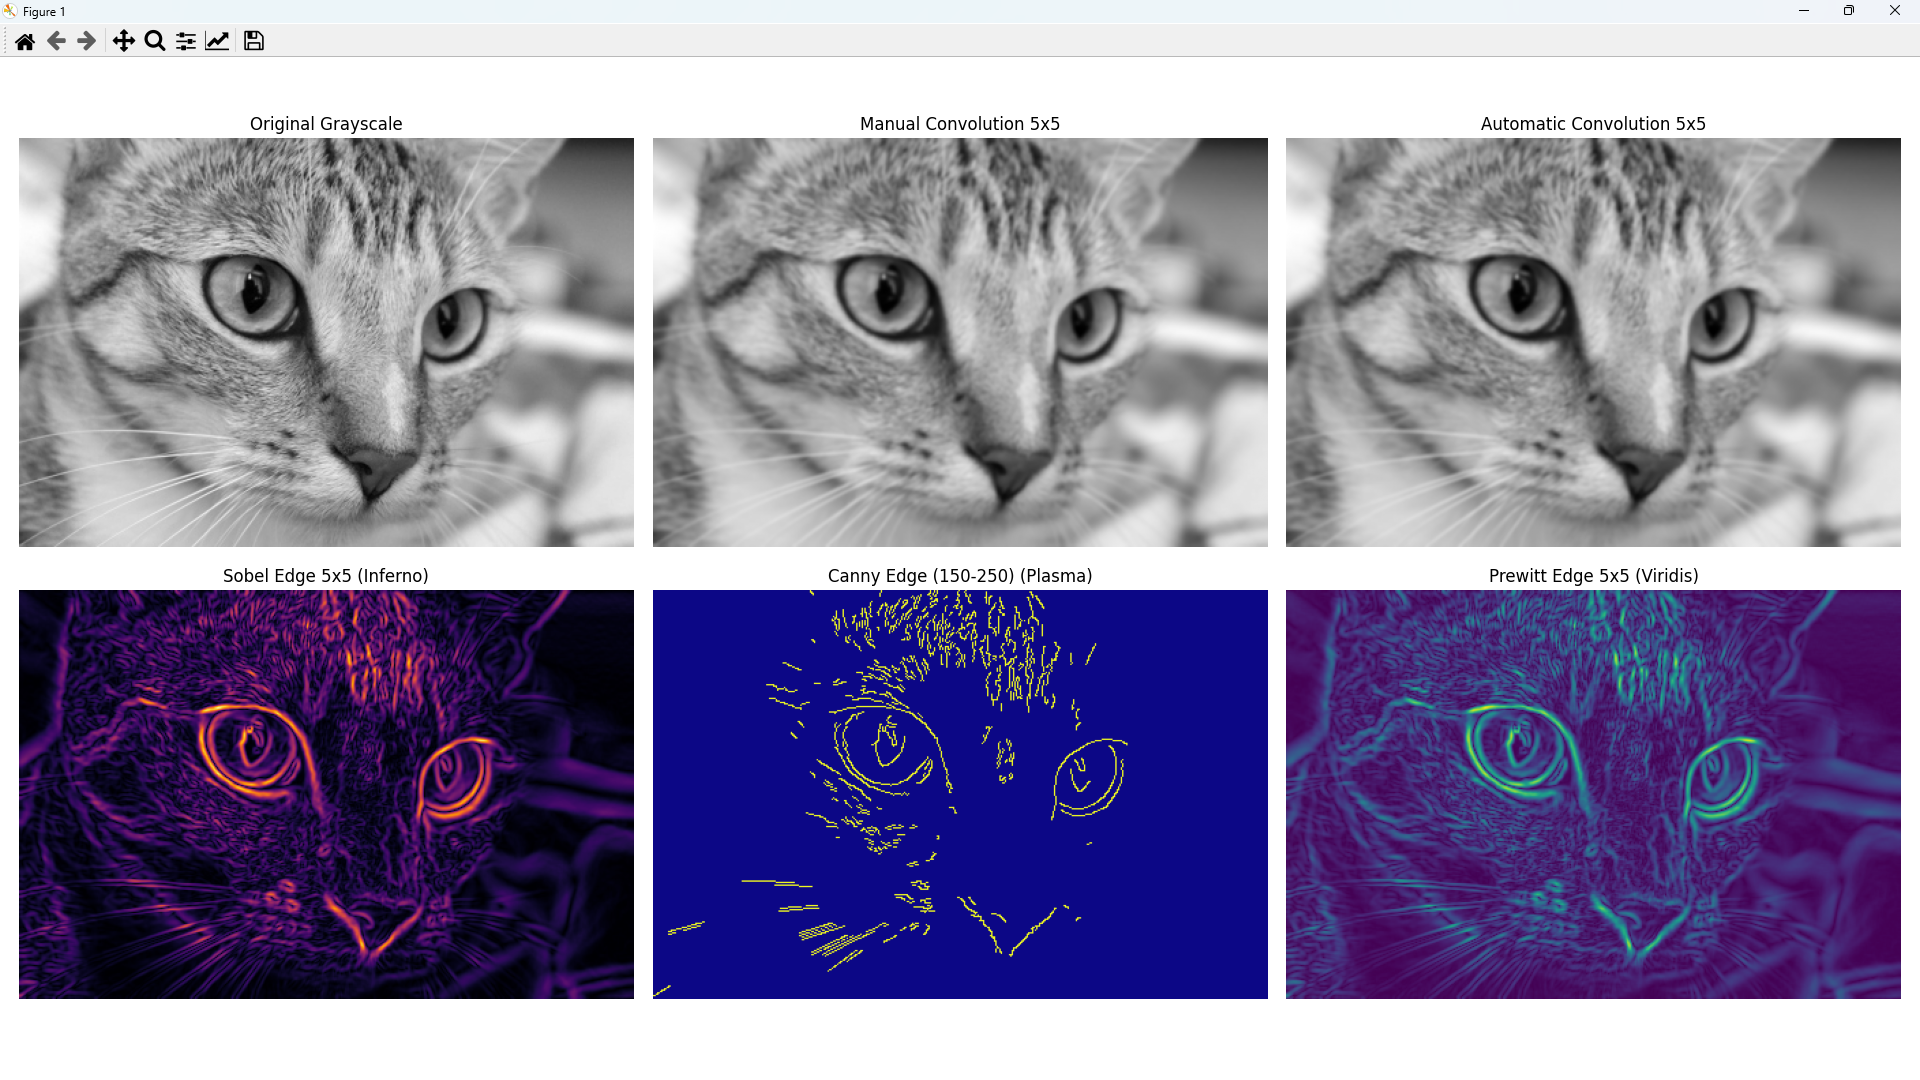 Figure 1
Original Grayscale
Manual Convolution 5x5
Automatic Convolution 5x5
Sobel Edge 5x5 (Inferno)
Canny Edge (150-250) (Plasma)
Prewitt Edge 5x5 (Viridis)